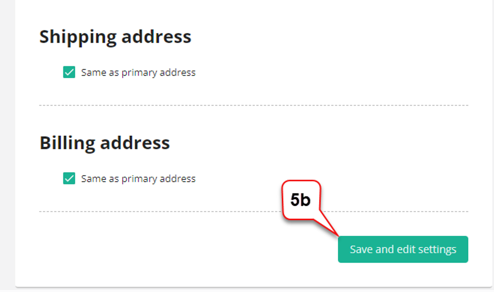 Shipping address
Same as primary address
Billing address
Same as primary address
5b
Save and edit settings